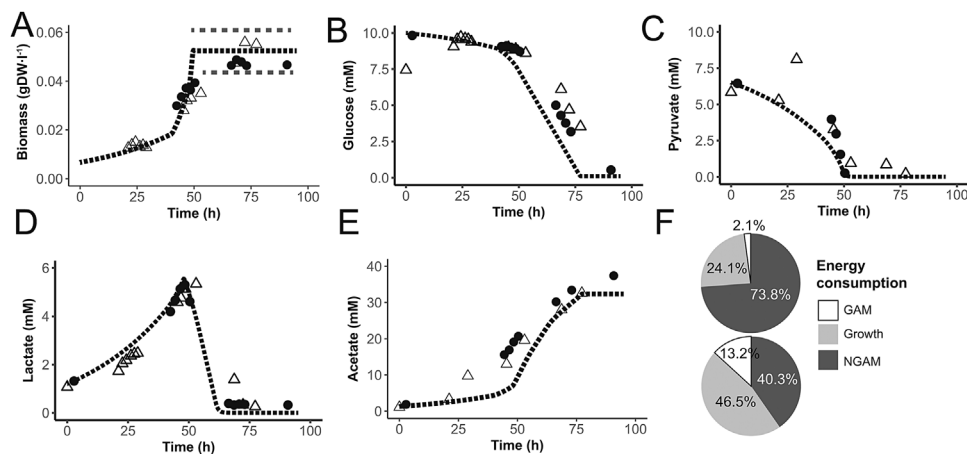 A
Biomass (gDW·l⁻¹)
0.06
0.04
0.02
0.00
0 25 50 75 100
Time (h)
B
Glucose (mM)
10.0
7.5
5.0
2.5
0.0
0 25 50 75 100
Time (h)
C
Pyruvate (mM)
10.0
7.5
5.0
2.5
0.0
0 25 50 75 100
Time (h)
D
Lactate (mM)
6
4
2
0
0 25 50 75 100
Time (h)
E
Acetate (mM)
40
30
20
10
0
0 25 50 75 100
Time (h)
F
2.1%
24.1%
73.8%
13.2%
40.3%
46.5%
Energy
consumption
GAM
Growth
NGAM